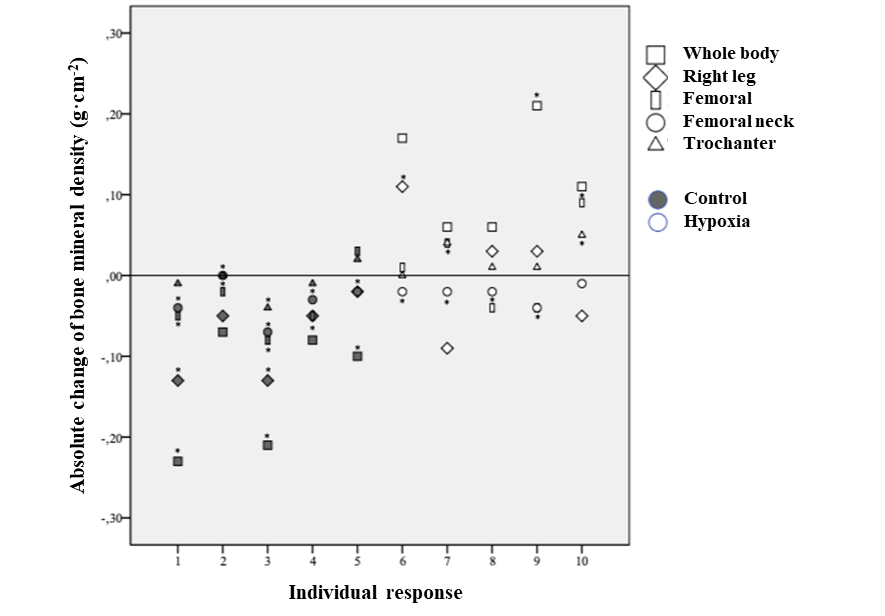 Absolute change of bone mineral density (g·cm-2)
,30
,20
,10
,00
-,10
-,20
-,30
1 2 3 4 5 6 7 8 9 10
Individual response
Whole body
Right leg
Femoral
Femoral neck
Trochanter
Control
Hypoxia